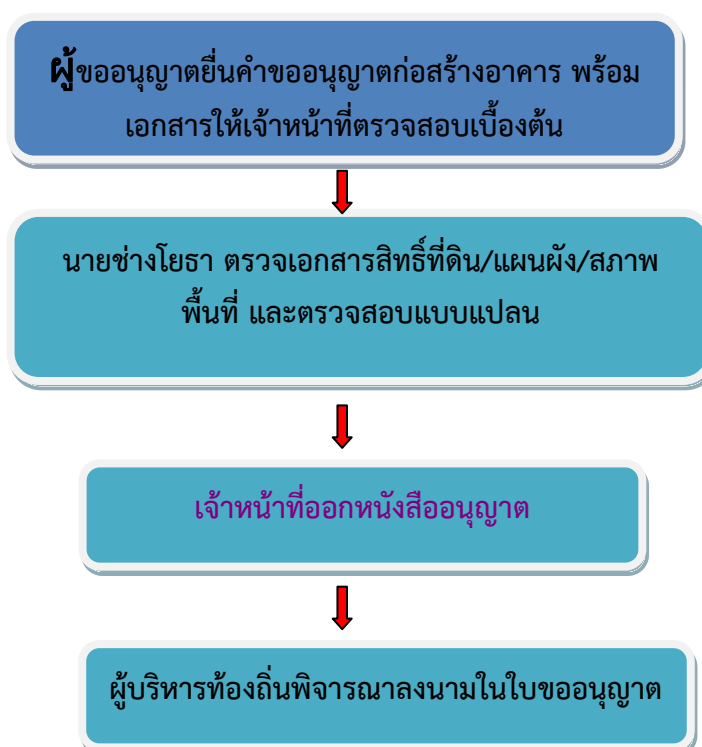 ผู้ขออนุญาตยื่นคำขออนุญาตก่อสร้างอาคาร พร้อม
เอกสารให้เจ้าหน้าที่ตรวจสอบเบื้องต้น
นายช่างโยธา ตรวจเอกสารสิทธิ์ที่ดิน/แผนผัง/สภาพ
พื้นที่ และตรวจสอบแบบแปลน
เจ้าหน้าที่ออกหนังสืออนุญาต
ผู้บริหารท้องถิ่นพิจารณาลงนามในใบขออนุญาต